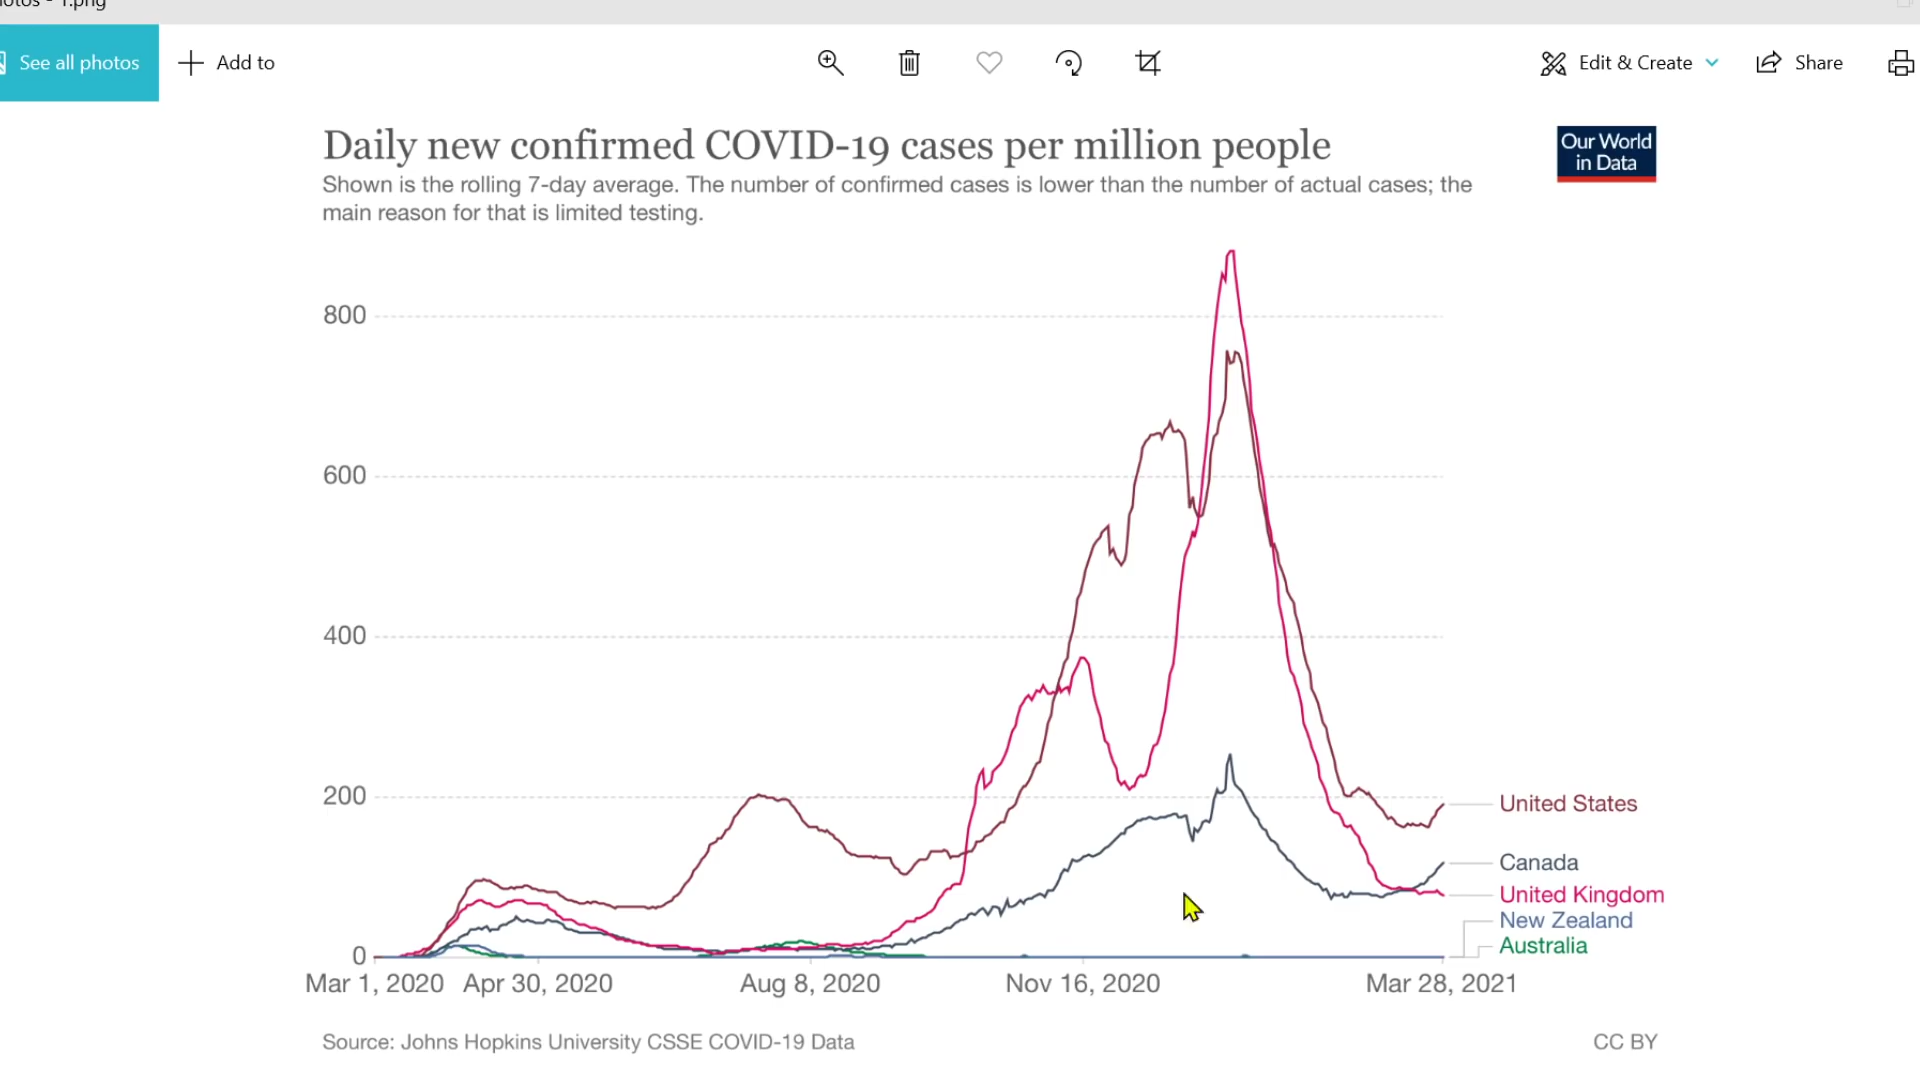 See all photos
Add to
Edit & Create
Share
Daily new confirmed COVID-19 cases per million people
Our World
in Data
Shown is the rolling 7-day average. The number of confirmed cases is lower than the number of actual cases; the
main reason for that is limited testing.
800
600
400
200
0
United States
Canada
United Kingdom
New Zealand
Australia
Mar 1, 2020
Apr 30, 2020
Aug 8, 2020
Nov 16, 2020
Mar 28, 2021
Source: Johns Hopkins University CSSE COVID-19 Data
CC BY